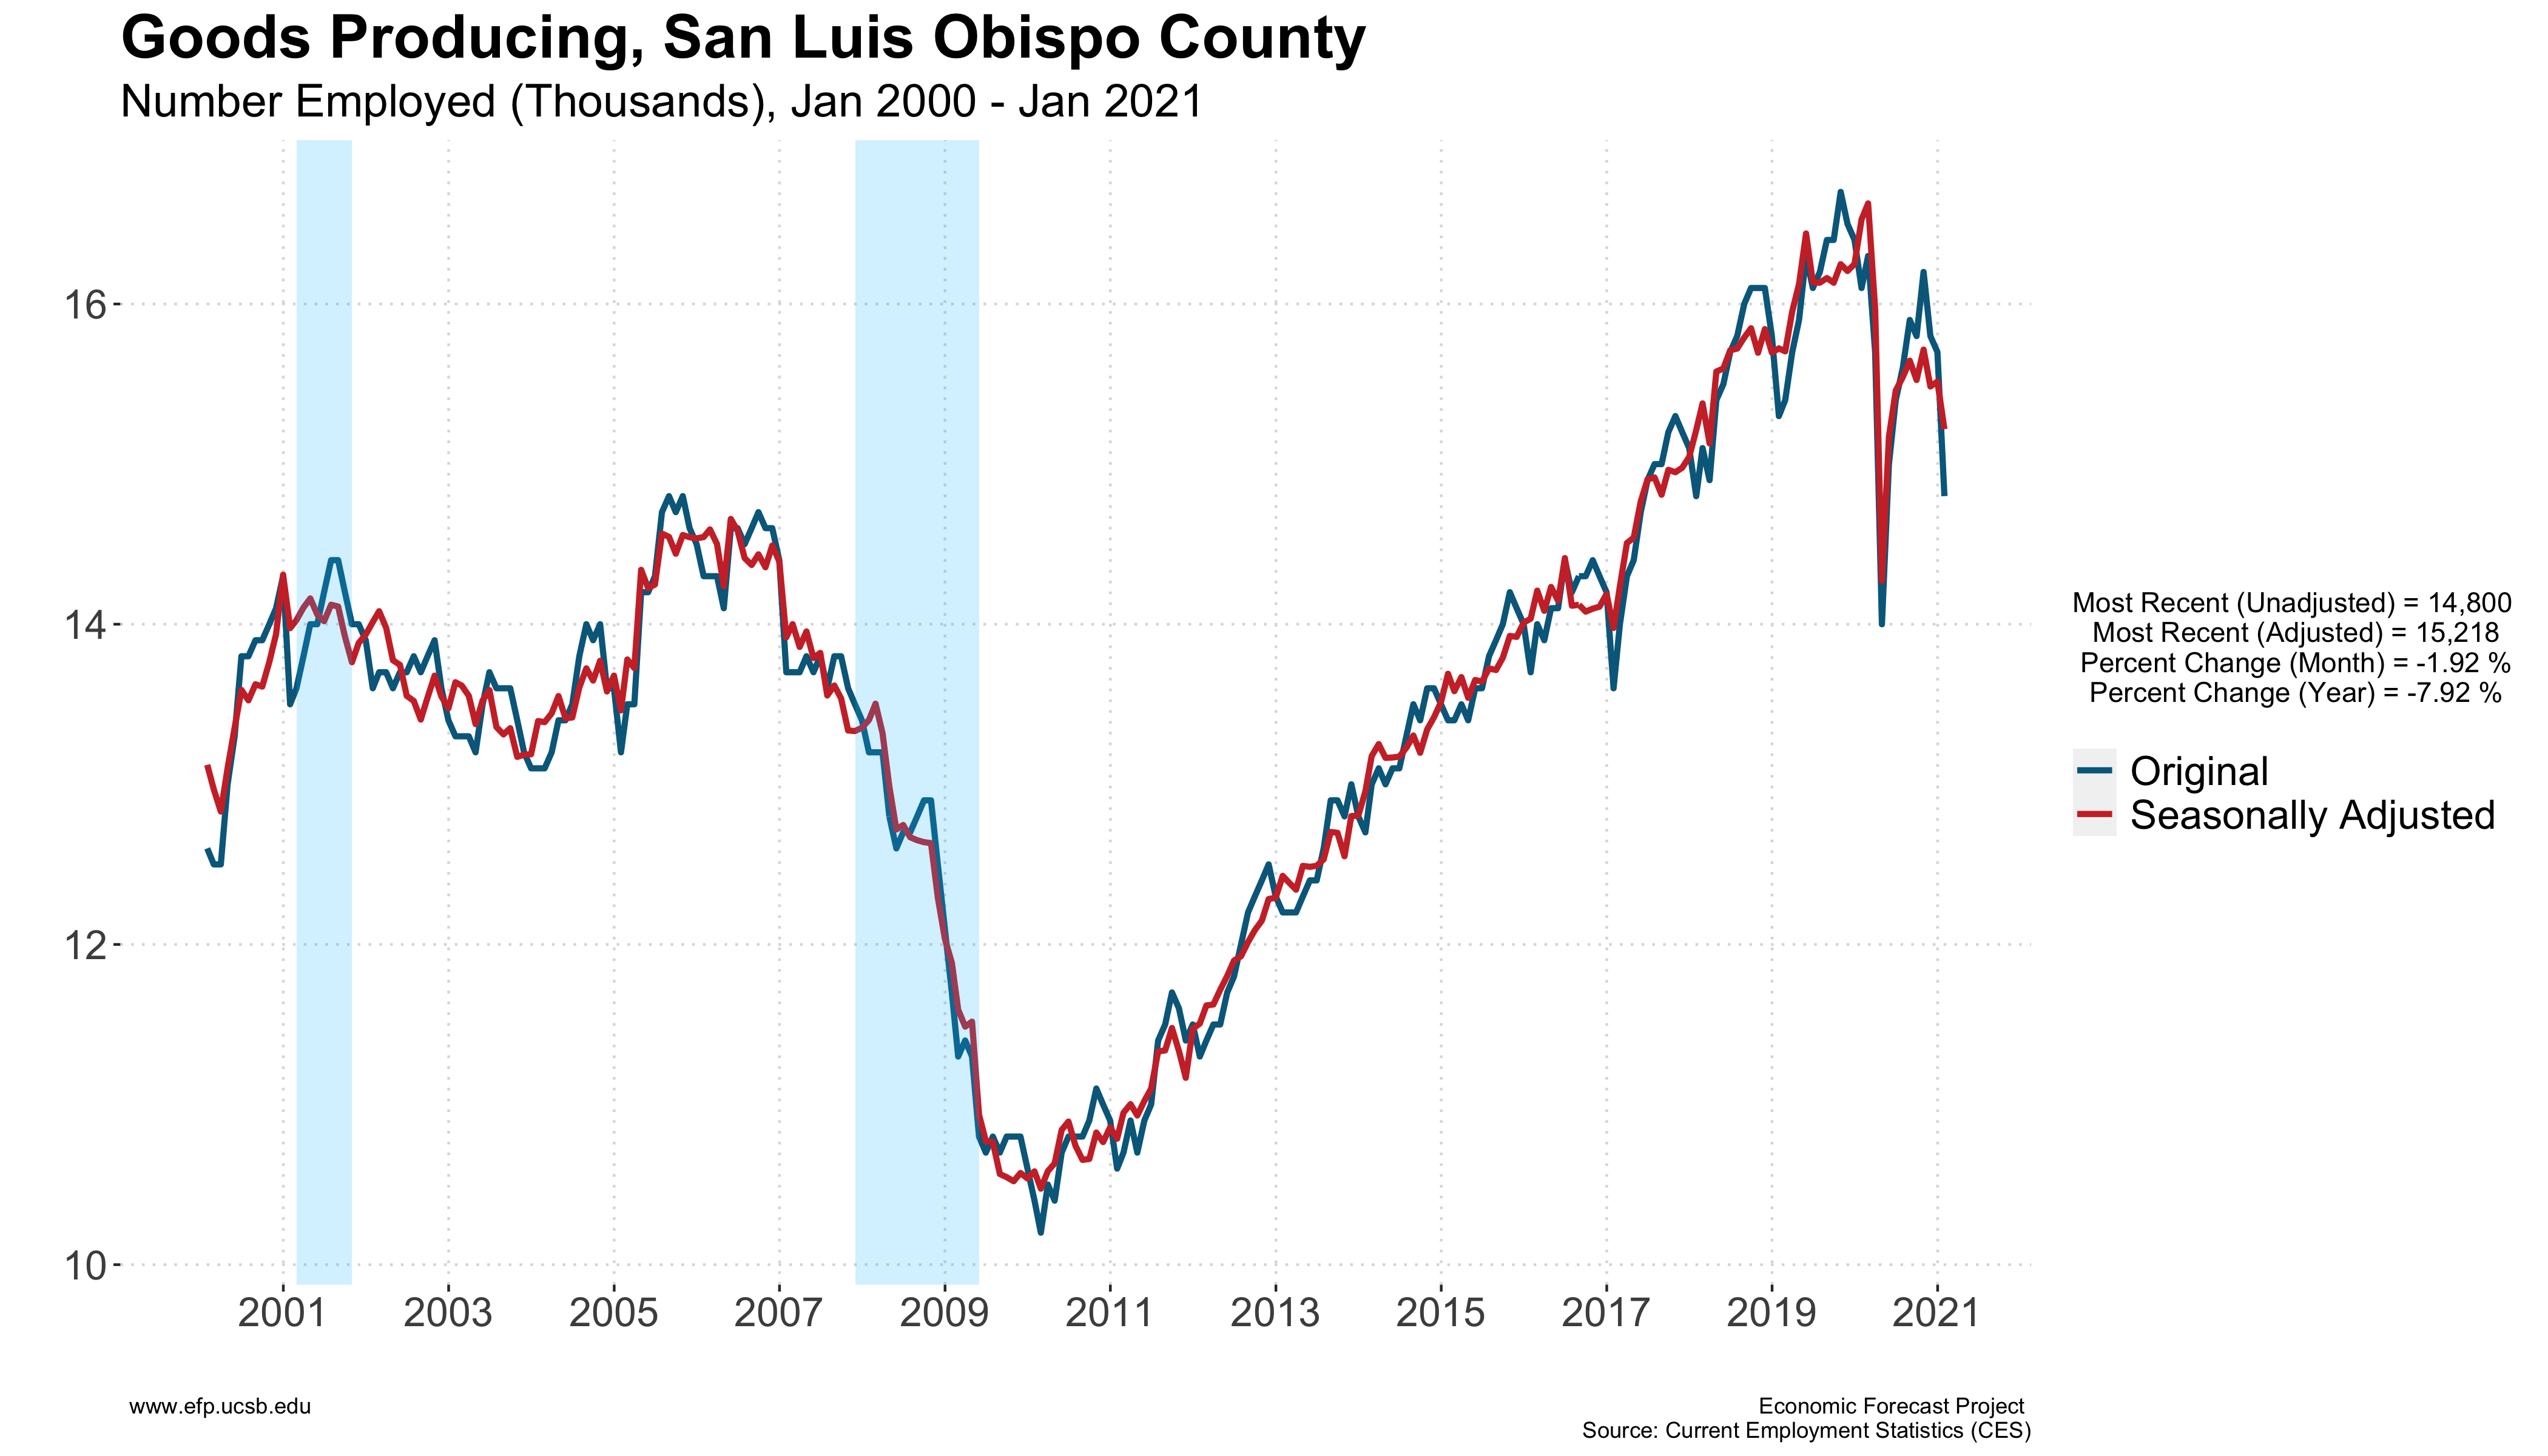 Goods Producing, San Luis Obispo County
Number Employed (Thousands), Jan 2000 - Jan 2021
16
14
12
10
2001 2003 2005 2007 2009 2011 2013 2015 2017 2019 2021
Most Recent (Unadjusted) = 14,800
Most Recent (Adjusted) = 15,218
Percent Change (Month) = -1.92 %
Percent Change (Year) = -7.92 %
Original
Seasonally Adjusted
www.efp.ucsb.edu
Economic Forecast Project
Source: Current Employment Statistics (CES)